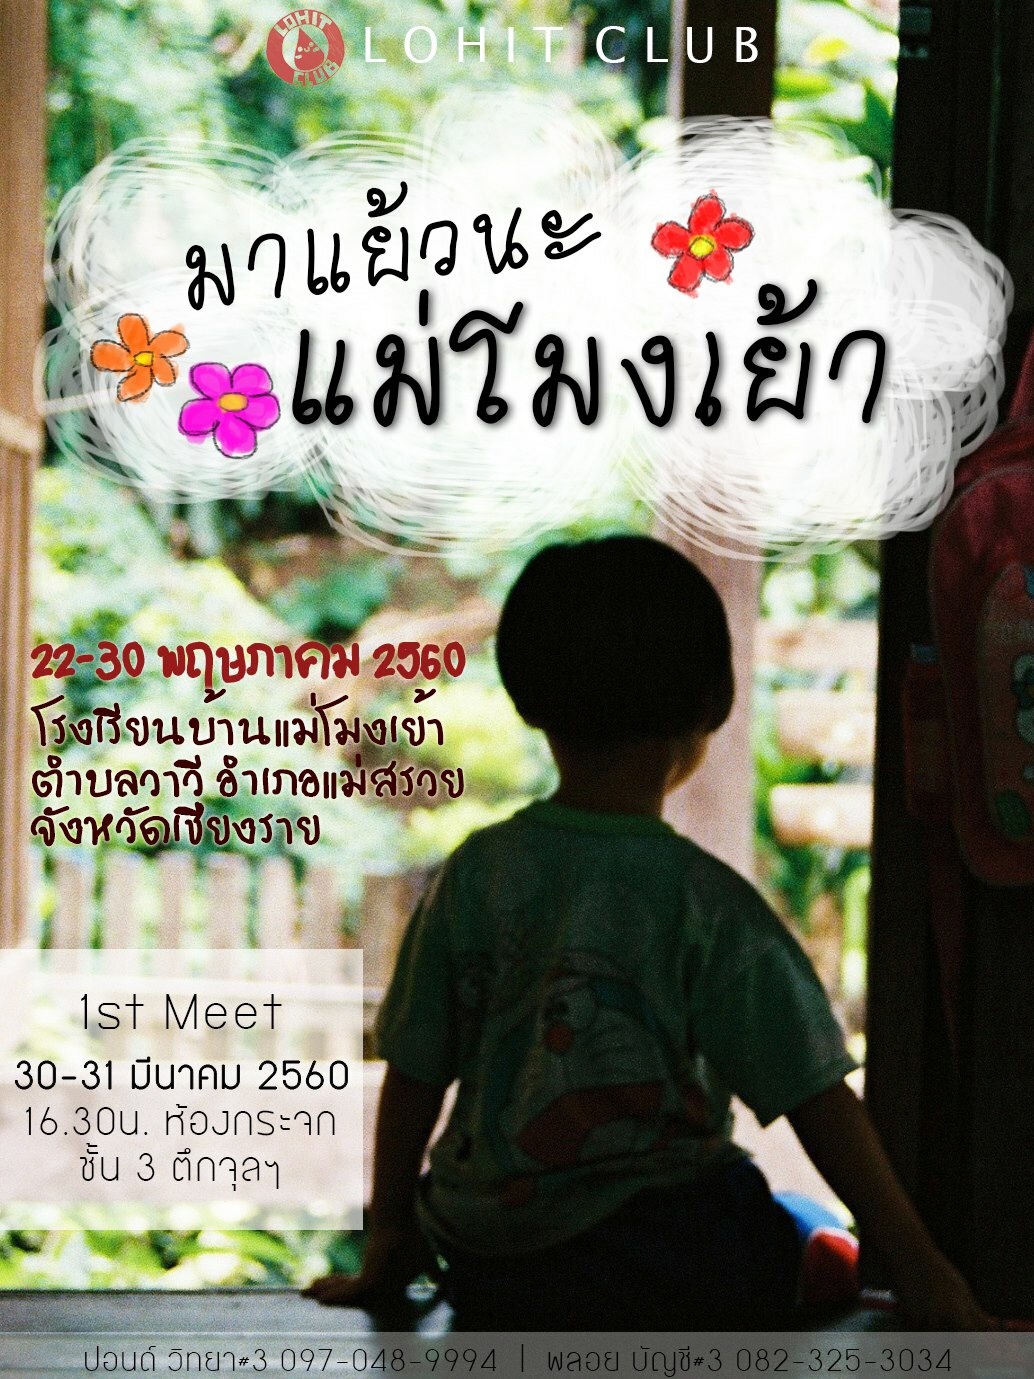 LOHIT CLUB
LOHIT CLUB
มาแย้วนะ
แม่โมงเย้า
22-30 พฤษภาคม 2560
โรงเรียนบ้านแม่โมงเย้า
ตำบลวาวี อำเภอแม่สรวย
จังหวัดเชียงราย
1st Meet
30-31 มีนาคม 2560
16.30น. ห้องกระจก
ชั้น 3 ตึกจุลฯ
ปอนด์ วิทยา#3 097-048-9994 | พลอย บัญชี#3 082-325-3034